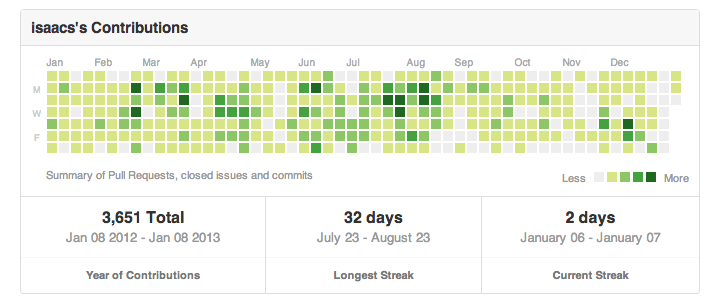 isaacs's Contributions
Jan Feb Mar Apr May Jun Jul Aug Sep Oct Nov Dec
M
W
F
Summary of Pull Requests, closed issues and commits
Less More
3,651 Total 32 days 2 days
Jan 08 2012 - Jan 08 2013 July 23 - August 23 January 06 - January 07
Year of Contributions Longest Streak Current Streak